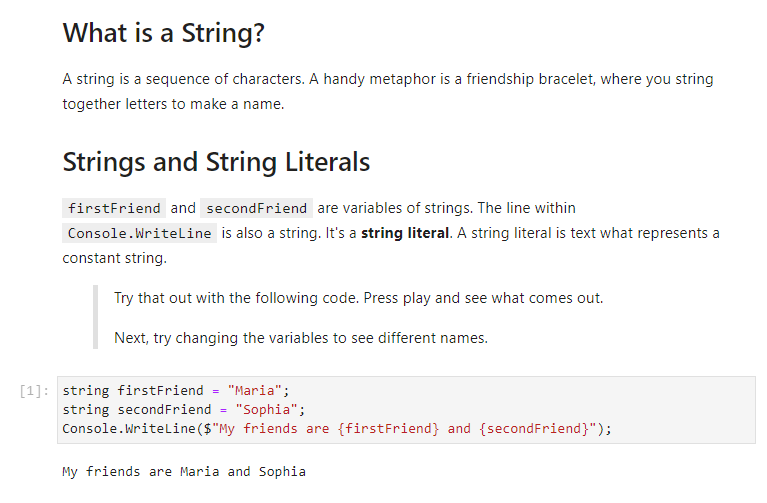 What is a String?
A string is a sequence of characters. A handy metaphor is a friendship bracelet, where you string
together letters to make a name.
Strings and String Literals
firstFriend and secondFriend are variables of strings. The line within
Console.WriteLine is also a string. It's a string literal. A string literal is text what represents a
constant string.
Try that out with the following code. Press play and see what comes out.
Next, try changing the variables to see different names.
[1]: string firstFriend = "Maria";
string secondFriend = "Sophia";
Console.WriteLine($"My friends are {firstFriend} and {secondFriend}");
My friends are Maria and Sophia